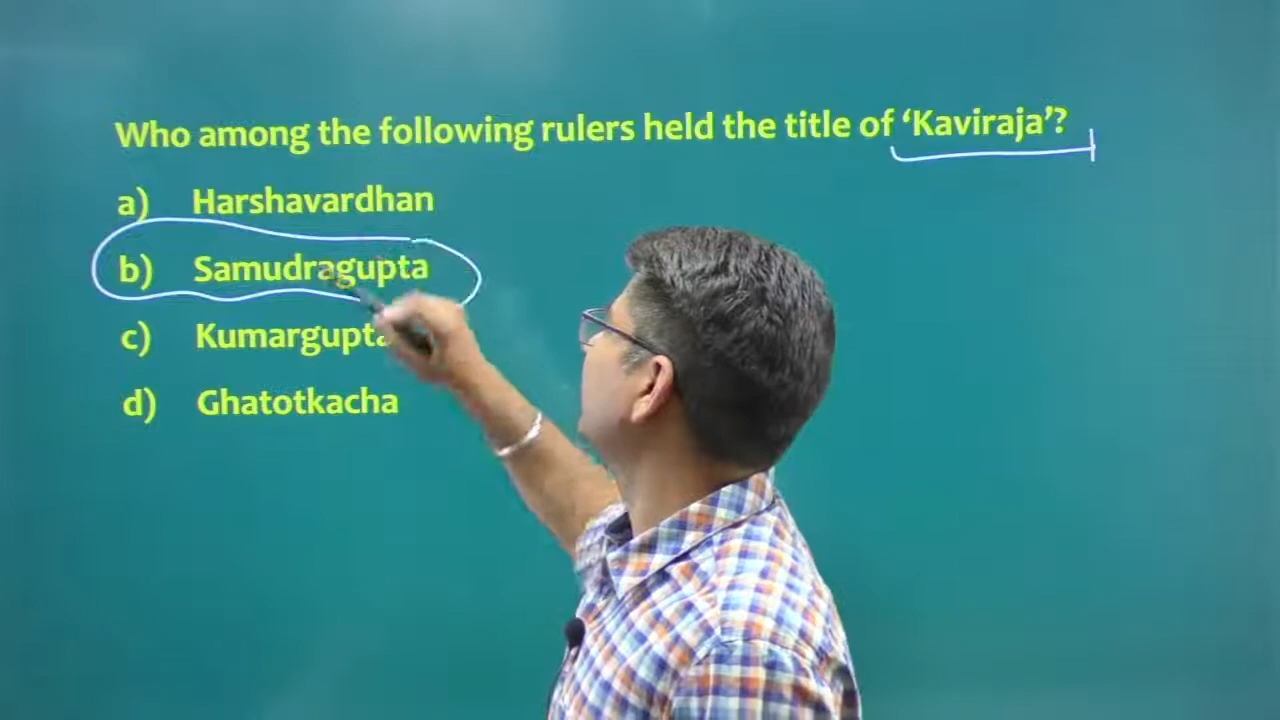 Who among the following rulers held the title of ‘Kaviraja’?
a) Harshavardhan
b) Samudragupta
c) Kumargupta
d) Ghatotkacha